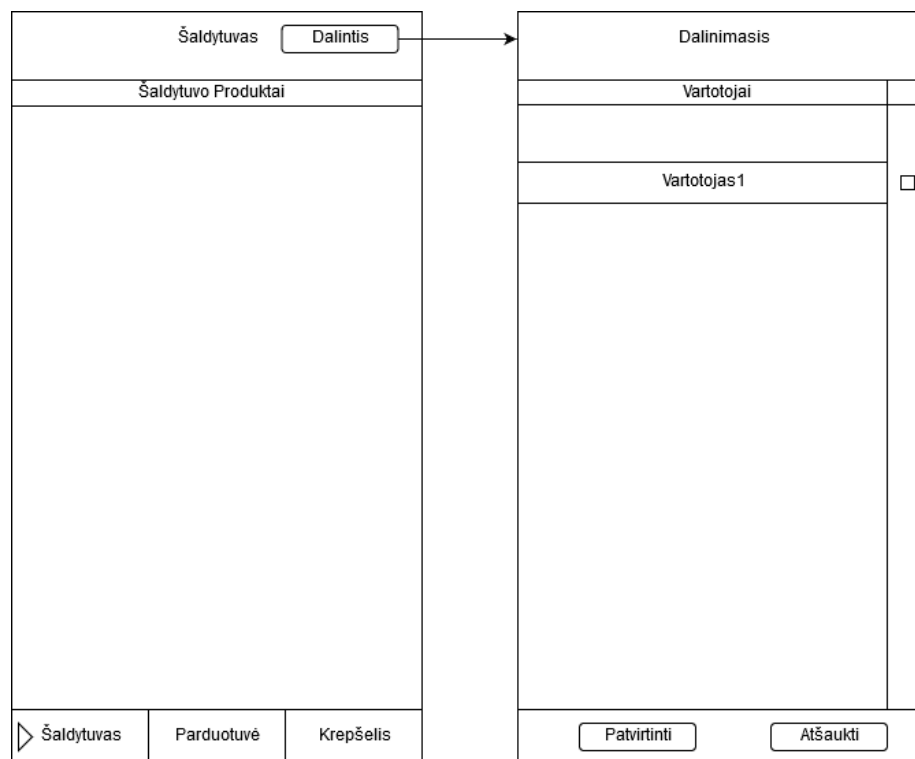 Šaldytuvas
Dalintis
Šaldytuvo Produktai
Šaldytuvas
Parduotuvė
Krepšelis
Dalinimasis
Vartotojai
Vartotojas1
Patvirtinti
Atšaukti